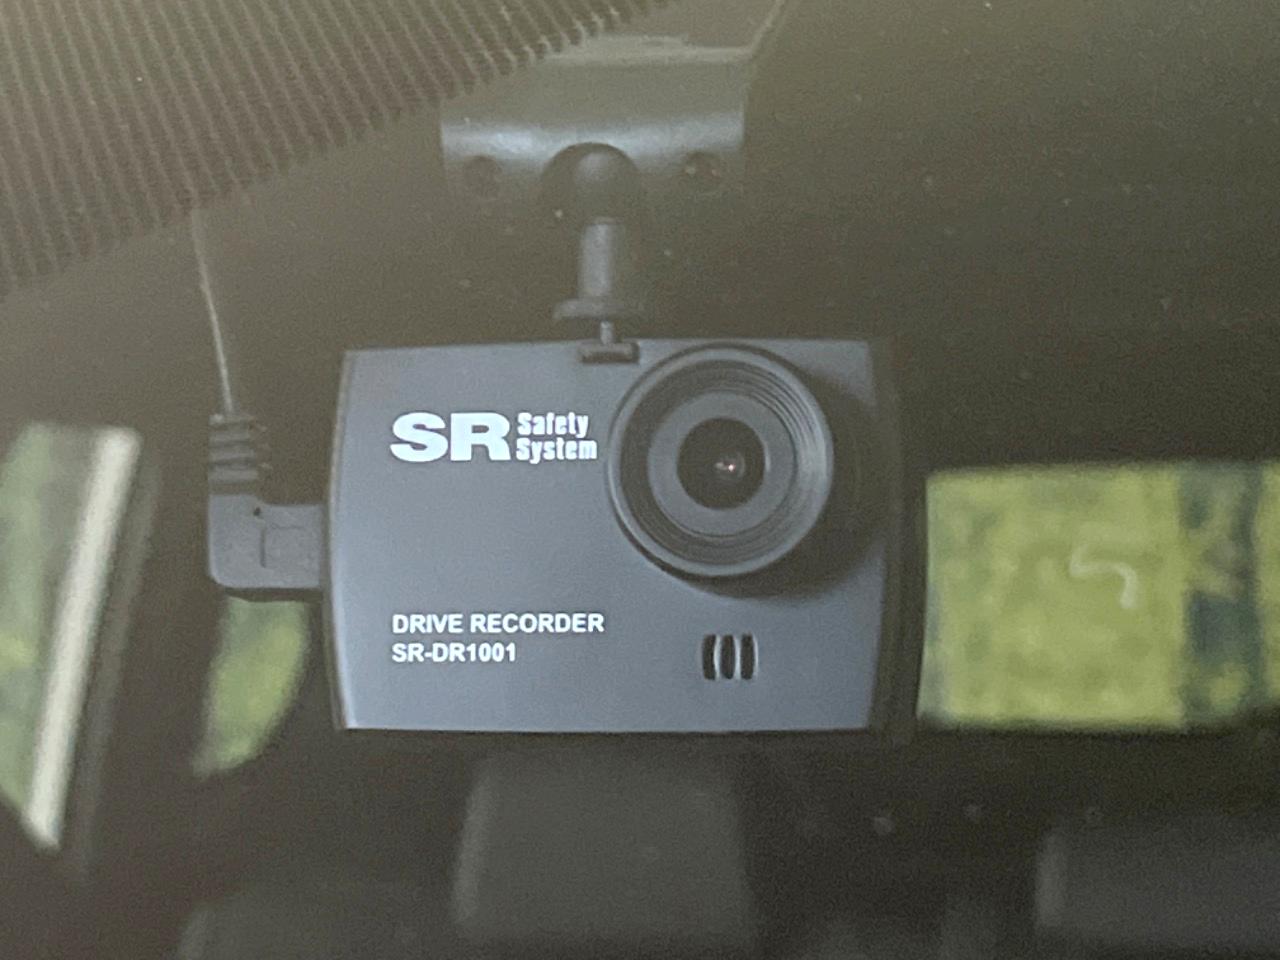 SR Safety
System
DRIVE RECORDER
SR-DR1001